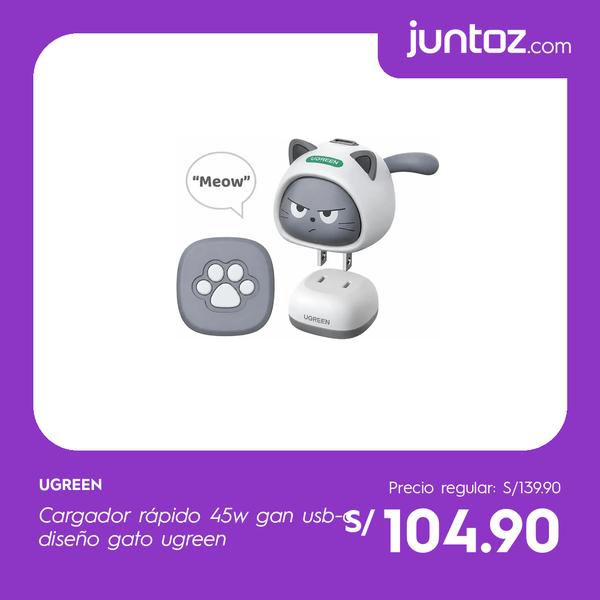 juntoz.com
UGREEN
"Meow"
UGREEN
UGREEN
Precio regular: S/139.90
Cargador rápido 45w gan usb-c
diseño gato ugreen
S/ 104.90